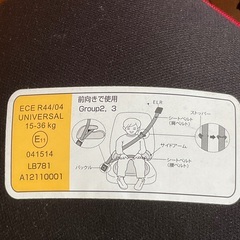 ECE R44/04
UNIVERSAL
15-36 kg
E11
041514
LB781
A12110001
前向きで使用
Group2, 3
ELR
ストッパー
シートベルト
(肩ベルト)
サイドアーム
シートベルト
(腰ベルト)
バックル